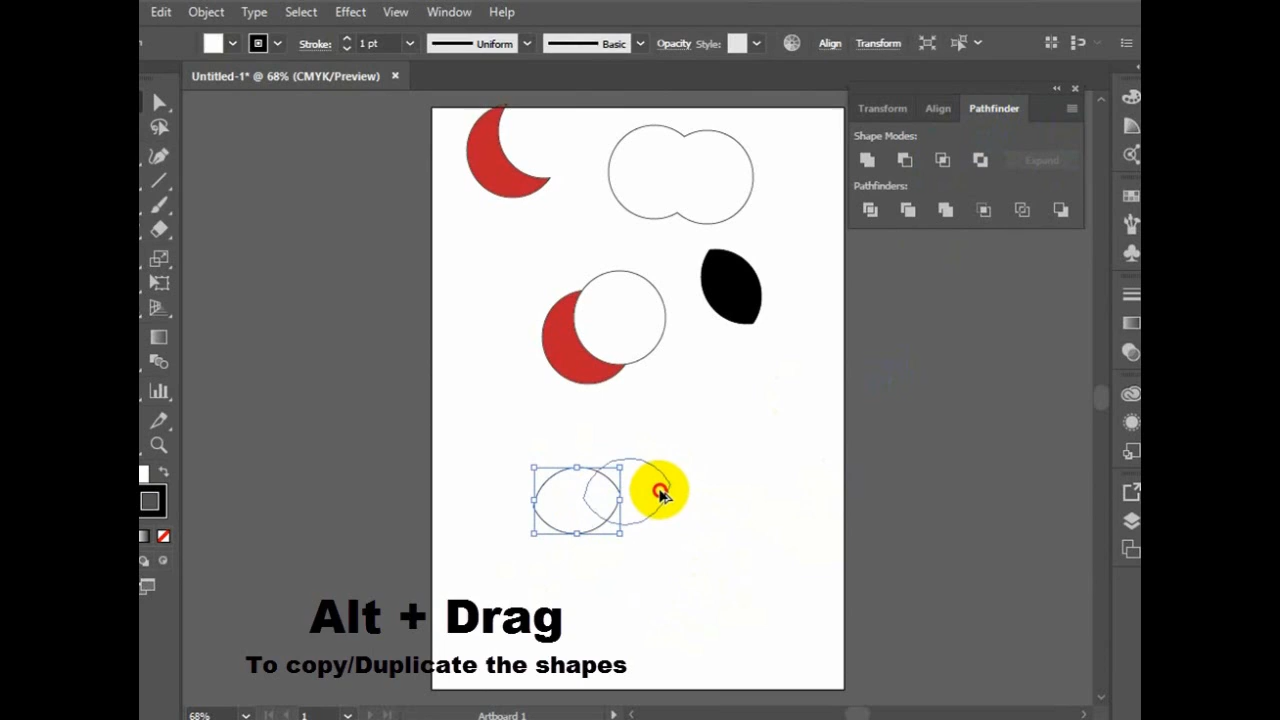 Edit Object Type Select Effect View Window Help
Stroke: 1 pt Uniform Basic Opacity Style: Align Transform
Untitled-1* @ 68% (CMYK/Preview) ×
Transform Align Pathfinder
Shape Modes:
Expand
Pathfinders:
Alt + Drag
To copy/Duplicate the shapes
68% 1 Artboard 1